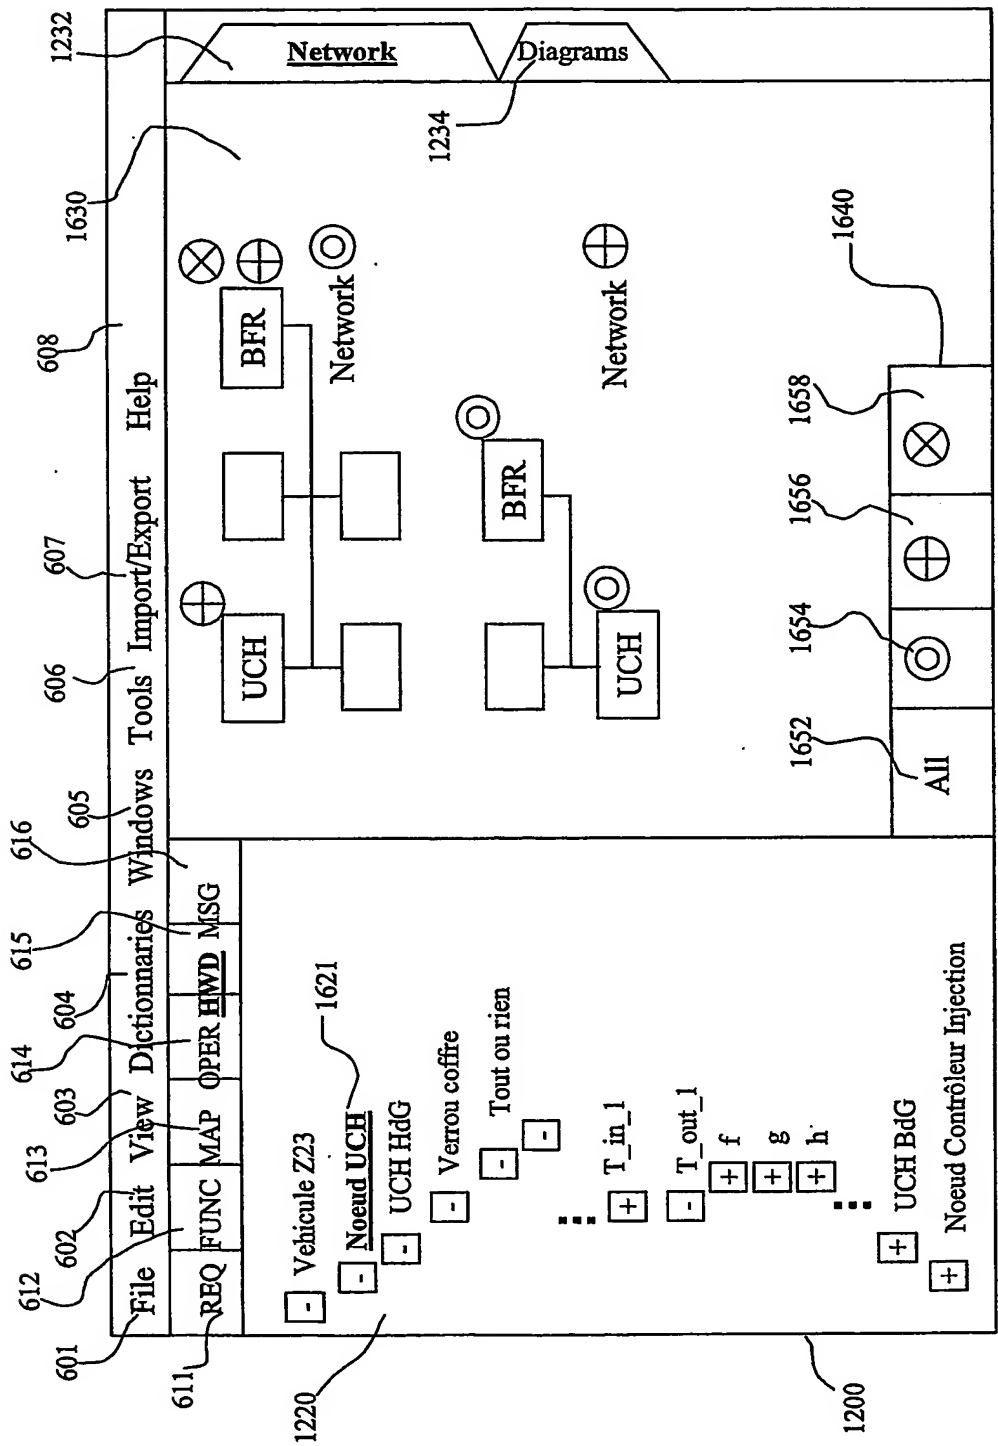 601 602 603 604 605 606 607 608
File Edit View Dictionnaries Windows Tools Import/Export Help
611 612 613 614 615 616
REQ FUNC MAP OPER HWD MSG
1630
1232
Network
1234
Diagrams
1220
- Vehicule Z23
- Noeud UCH
1621
- UCH HdG
- Verrou coffre
- Tout ou rien
-
...
+ T_in_1
- T_out_1
+ f
+ g
+ h
...
+ UCH BdG
+ Noeud Contrôleur Injection
UCH
BFR
Network
BFR
UCH
Network
1652 1654 1656 1658 1640
All
1200